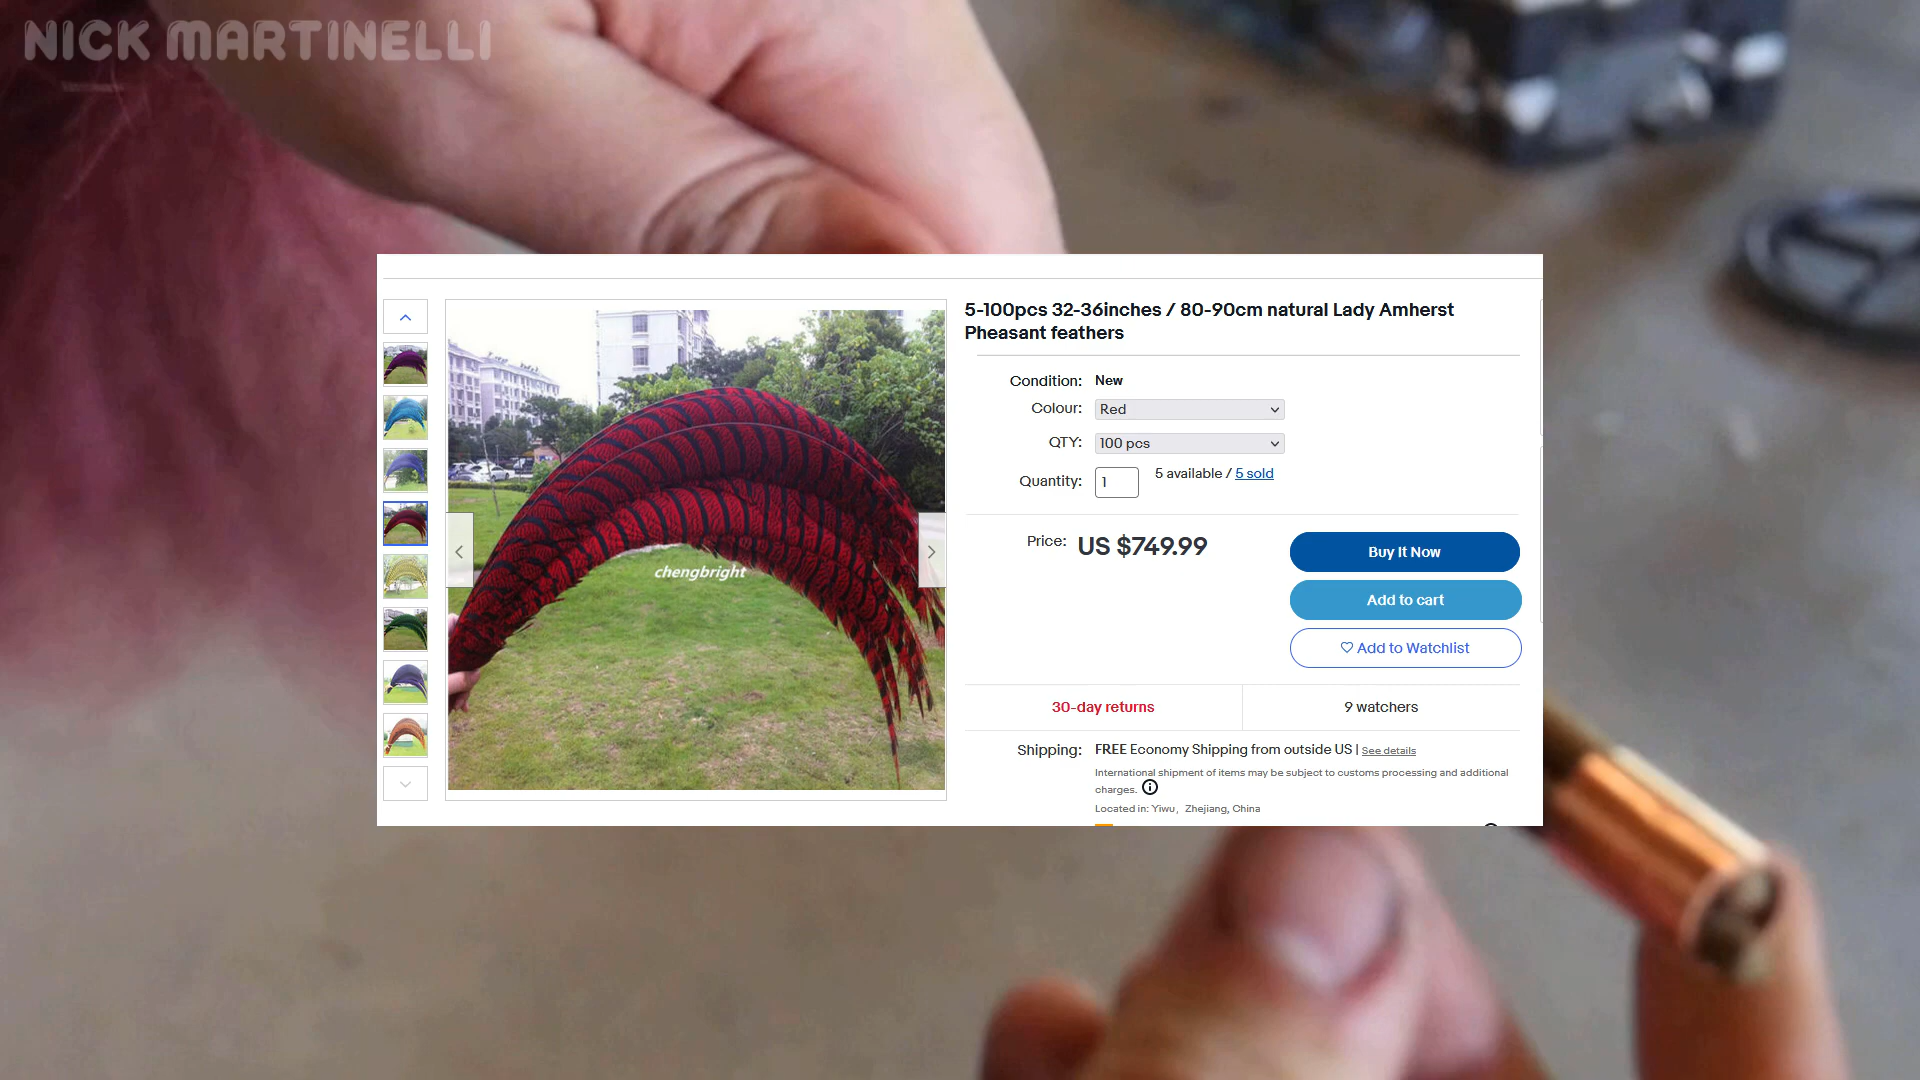 NICK MARTINELLI
5-100pcs 32-36inches / 80-90cm natural Lady Amherst
Pheasant feathers
Condition: New
Colour: Red
QTY: 100 pcs
Quantity: 1 5 available / 5 sold
Price: US $749.99
Buy It Now
Add to cart
Add to Watchlist
chengbright
30-day returns 9 watchers
Shipping: FREE Economy Shipping from outside US | See details
International shipment of items may be subject to customs processing and additional
charges.
Located in: Yiwu, Zhejiang, China